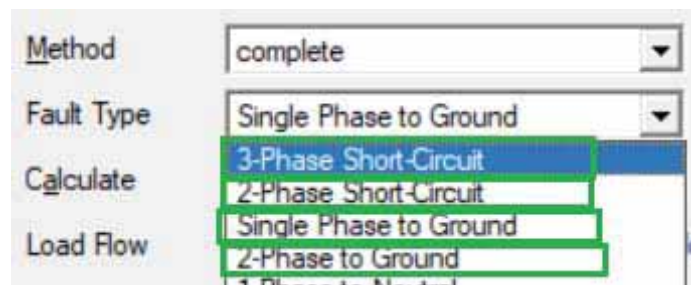 Method complete
Fault Type Single Phase to Ground
3-Phase Short-Circuit
Calculate
2-Phase Short-Circuit
Single Phase to Ground
Load Flow
2-Phase to Ground